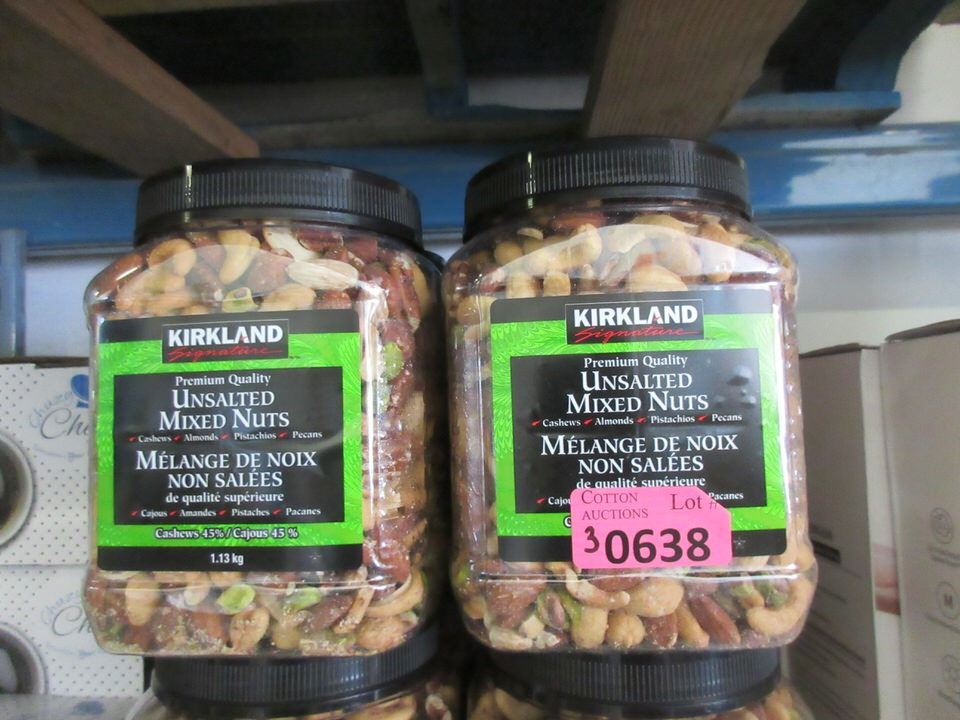 KIRKLAND
Signature
Premium Quality
UNSALTED
MIXED NUTS
Cashews Almonds Pistachios Pecans
MÉLANGE DE NOIX
NON SALÉES
de qualité supérieure
Cajous Amandes Pistaches Pacanes
Cashews 45% / Cajous 45 %
1.13 kg
KIRKLAND
Signature
Premium Quality
UNSALTED
MIXED NUTS
Cashews Almonds Pistachios Pecans
MÉLANGE DE NOIX
NON SALÉES
de qualité supérieure
Pacanes
COTTON
AUCTIONS
Lot #
30638